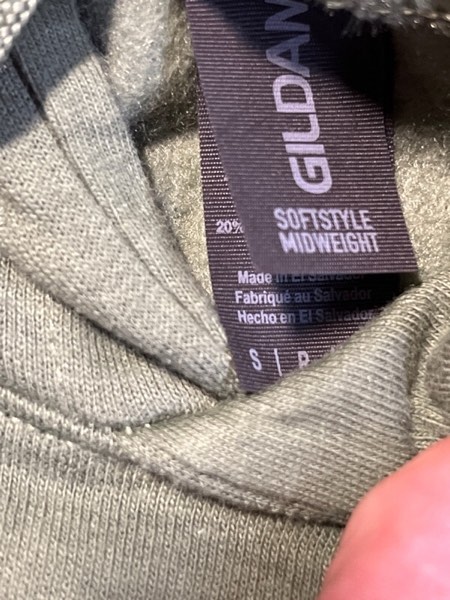 GILDAN
SOFTSTYLE
MIDWEIGHT
20%
Made in El Salvador
Fabriqué au Salvador
Hecho en El Salvador
S | P